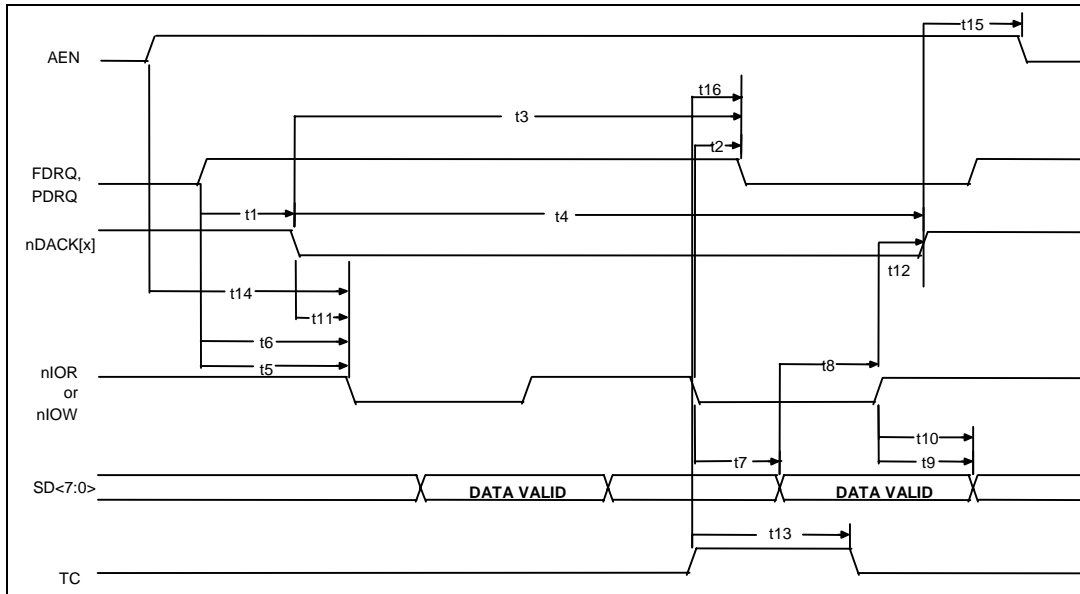 t15
AEN
t16
t3
t2
FDRQ,
PDRQ
t1
t4
nDACK[x]
t12
t14
t11
t6
t5
t8
nIOR
or
nIOW
t10
t7
t9
SD<7:0>
DATA VALID
DATA VALID
t13
TC